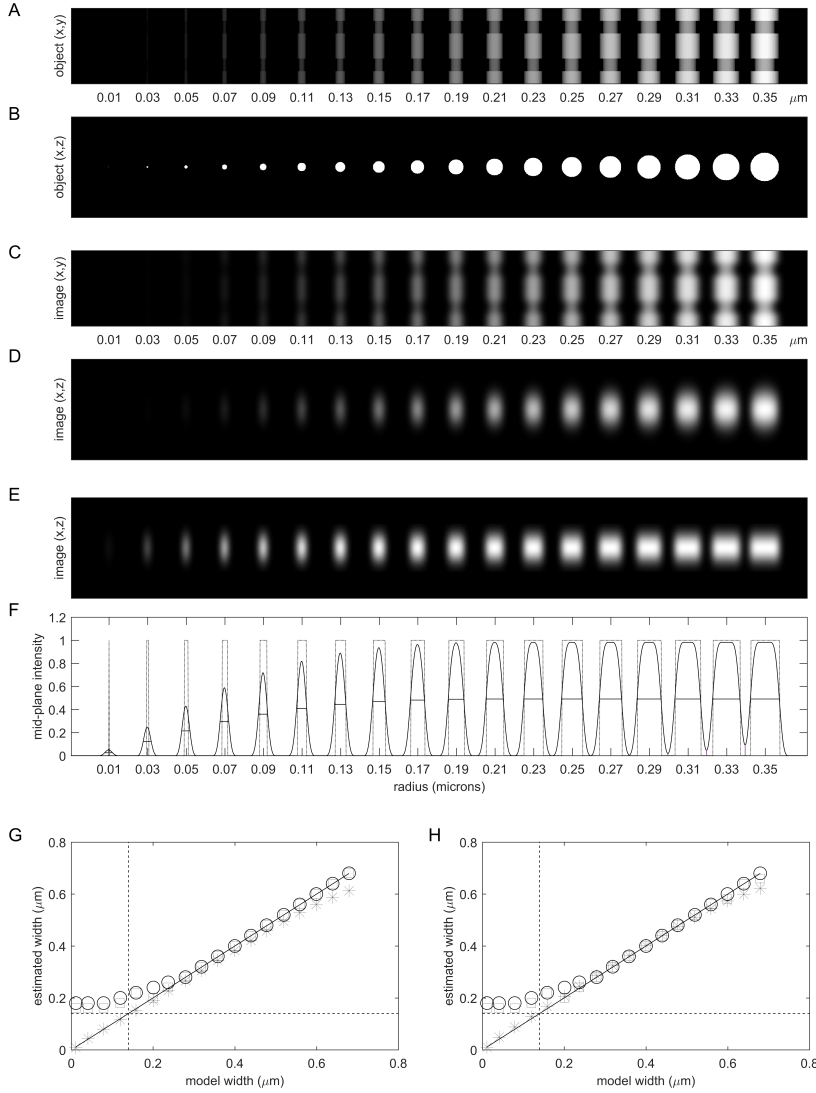 A
object (x,y)
0.01 0.03 0.05 0.07 0.09 0.11 0.13 0.15 0.17 0.19 0.21 0.23 0.25 0.27 0.29 0.31 0.33 0.35 μm
B
object (x,z)
C
image (x,y)
0.01 0.03 0.05 0.07 0.09 0.11 0.13 0.15 0.17 0.19 0.21 0.23 0.25 0.27 0.29 0.31 0.33 0.35 μm
D
image (x,z)
E
image (x,z)
F
mid-plane intensity
1.2
1
0.8
0.6
0.4
0.2
0
0.01 0.03 0.05 0.07 0.09 0.11 0.13 0.15 0.17 0.19 0.21 0.23 0.25 0.27 0.29 0.31 0.33 0.35
radius (microns)
G
estimated width (μm)
0.8
0.6
0.4
0.2
0
0 0.2 0.4 0.6 0.8
model width (μm)
H
estimated width (μm)
0.8
0.6
0.4
0.2
0
0 0.2 0.4 0.6 0.8
model width (μm)